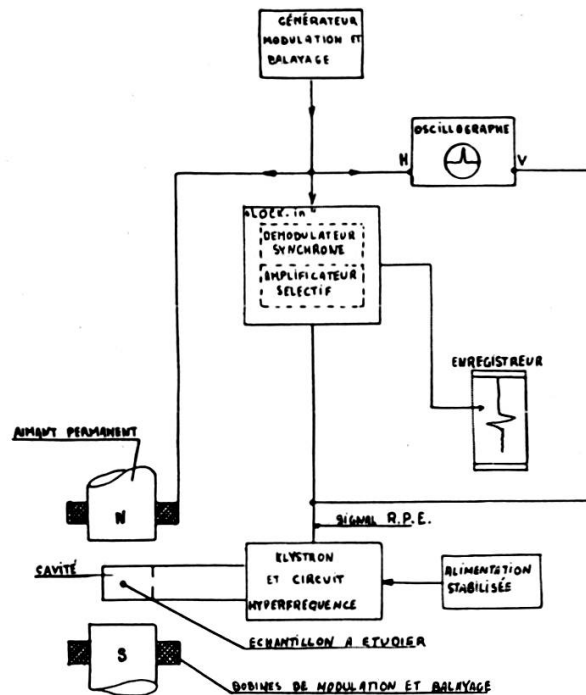 GÉNÉRATEUR
MODULATION ET
BALAYAGE
OSCILLOGRAPHE
H
V
"LOCK.in"
DEMODULATEUR
SYNCHRONE
AMPLIFICATEUR
SELECTIF
ENREGISTREUR
AIMANT PERMANENT
N
SIGNAL R.P.E.
CAVITÉ
KLYSTRON
ET CIRCUIT
HYPERFRÉQUENCE
ALIMENTATION
STABILISÉE
ECHANTILLON A ETUDIER
S
BOBINES DE MODULATION ET BALAYAGE